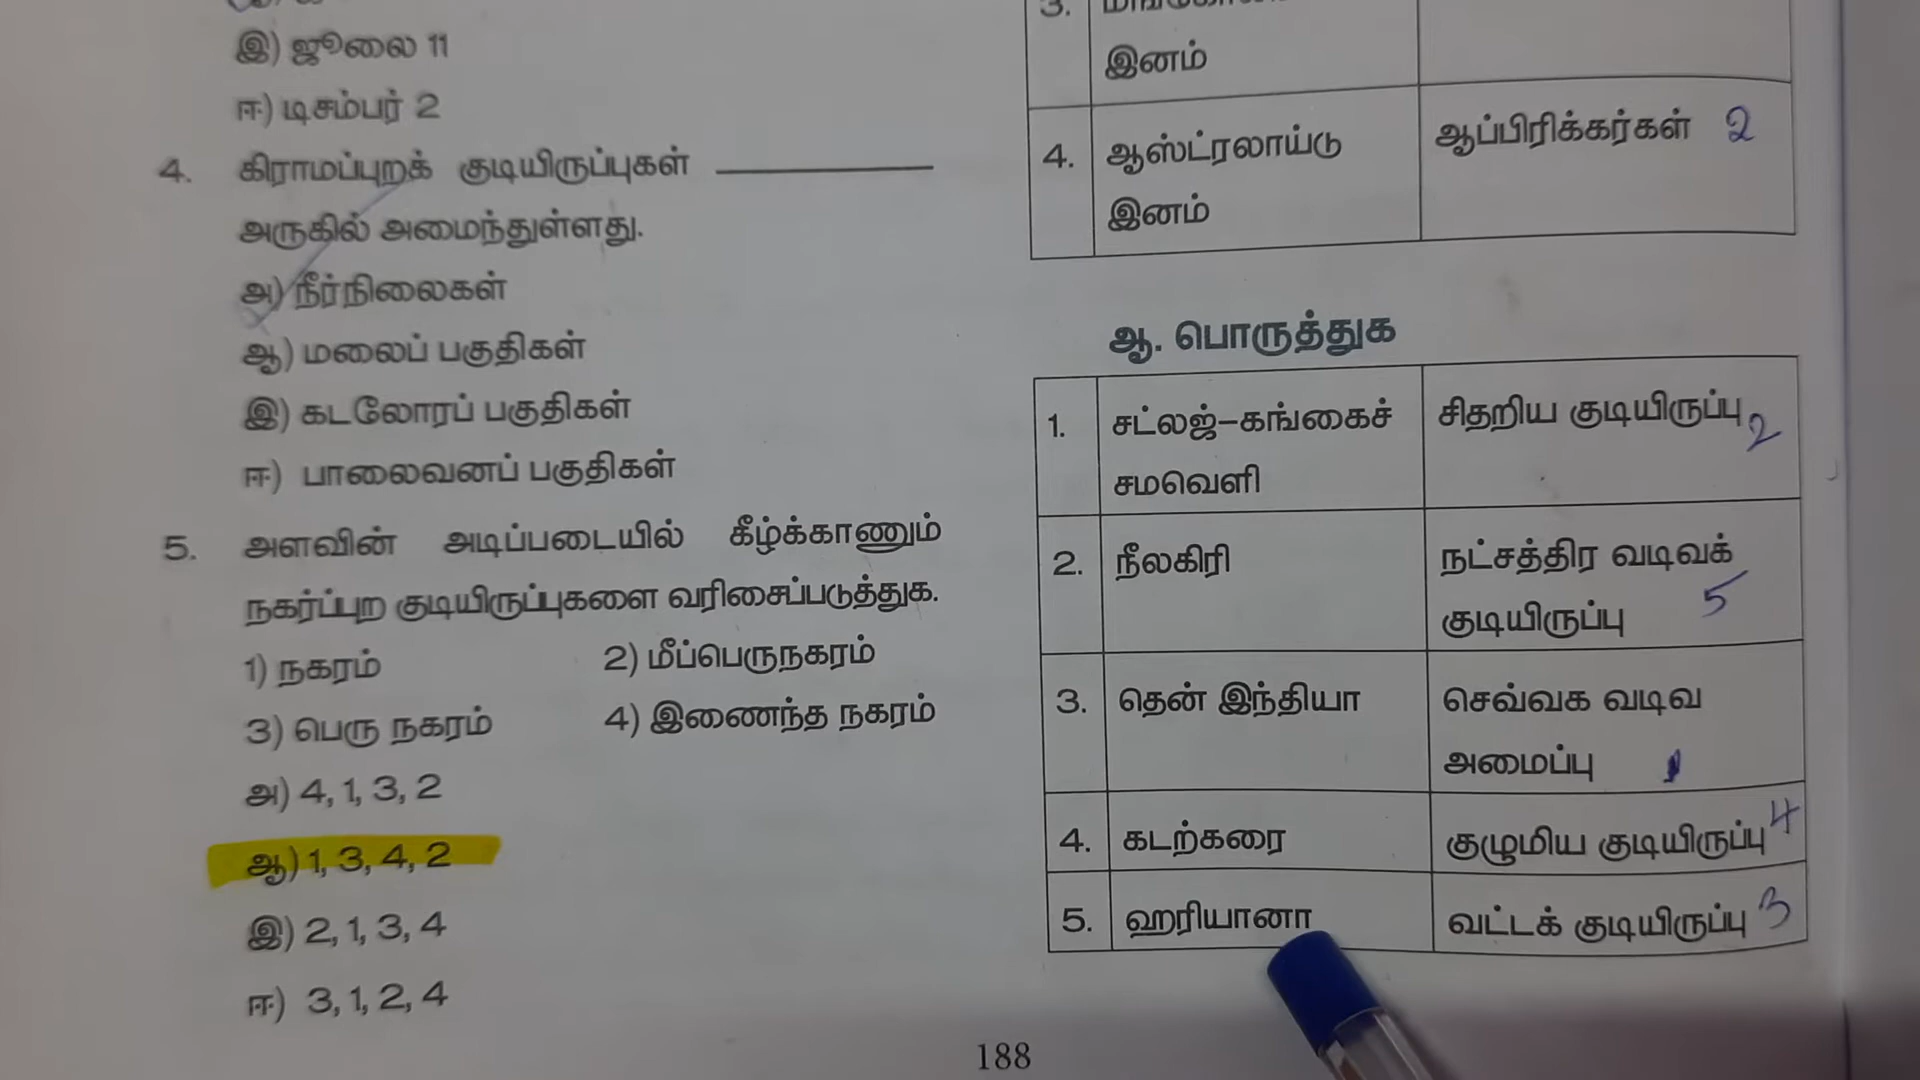 இ) ஜூலை 11
ஈ) டிசம்பர் 2
4. கிராமப்புறக் குடியிருப்புகள் ________
அருகில் அமைந்துள்ளது.
அ) நீர்நிலைகள்
ஆ) மலைப் பகுதிகள்
இ) கடலோரப் பகுதிகள்
ஈ) பாலைவனப் பகுதிகள்
5. அளவின் அடிப்படையில் கீழ்க்காணும்
நகர்ப்புற குடியிருப்புகளை வரிசைப்படுத்துக.
1) நகரம் 2) மீப்பெருநகரம்
3) பெரு நகரம் 4) இணைந்த நகரம்
அ) 4, 1, 3, 2
ஆ) 1, 3, 4, 2
இ) 2, 1, 3, 4
ஈ) 3, 1, 2, 4
3.
இனம்
4. ஆஸ்ட்ரலாய்டு ஆப்பிரிக்கர்கள் 2
இனம்
ஆ. பொருத்துக
1. சட்லஜ்–கங்கைச் சிதறிய குடியிருப்பு 2
சமவெளி
2. நீலகிரி நட்சத்திர வடிவக்
குடியிருப்பு 5
3. தென் இந்தியா செவ்வக வடிவ
அமைப்பு 1
4. கடற்கரை குழுமிய குடியிருப்பு 4
5. ஹரியானா வட்டக் குடியிருப்பு 3
188